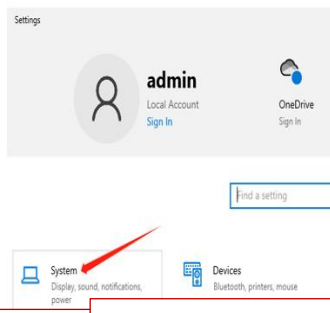 Settings
admin
Local Account
Sign In
OneDrive
Sign In
Find a setting
System
Display, sound, notifications,
power
Devices
Bluetooth, printers, mouse